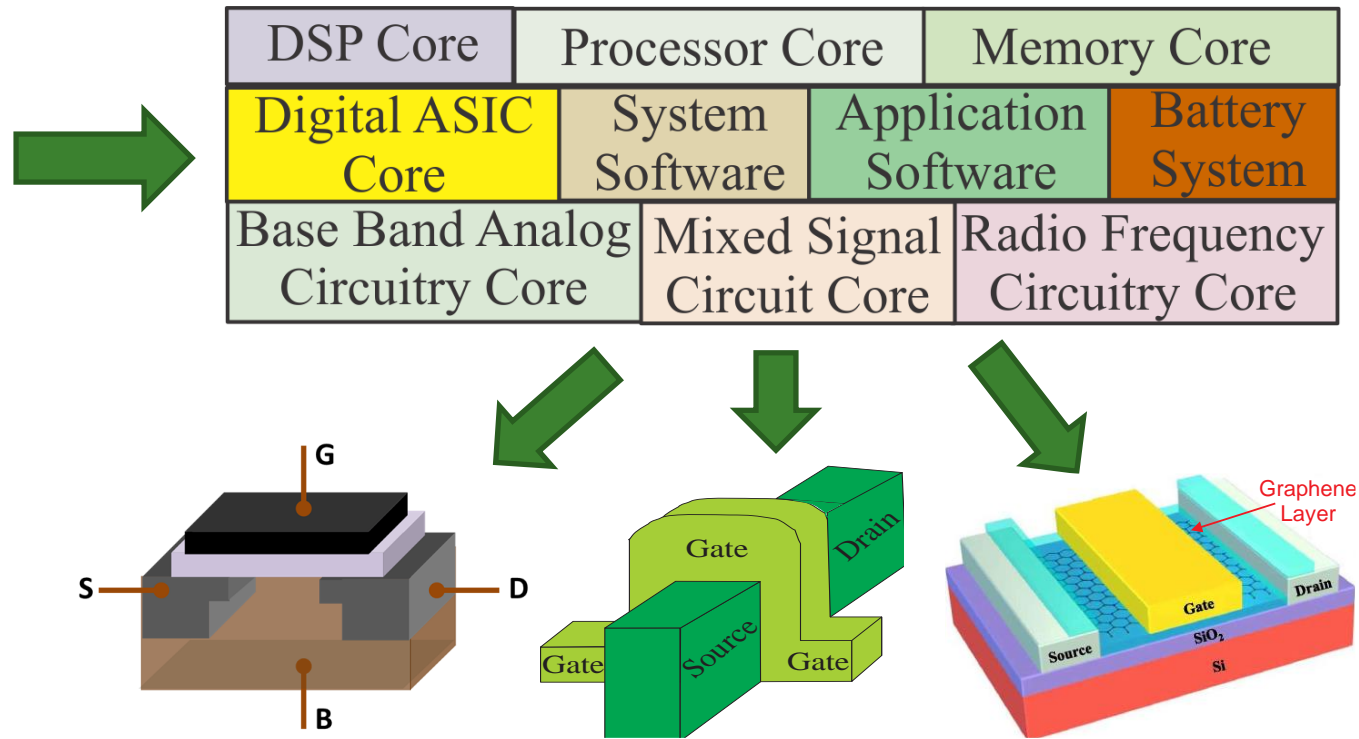 DSP Core
Processor Core
Memory Core
Digital ASIC
Core
System
Software
Application
Software
Battery
System
Base Band Analog
Circuitry Core
Mixed Signal
Circuit Core
Radio Frequency
Circuitry Core
G
S
D
B
Gate
Drain
Gate
Source
Gate
Graphene
Layer
Drain
Gate
Source
SiO₂
Si